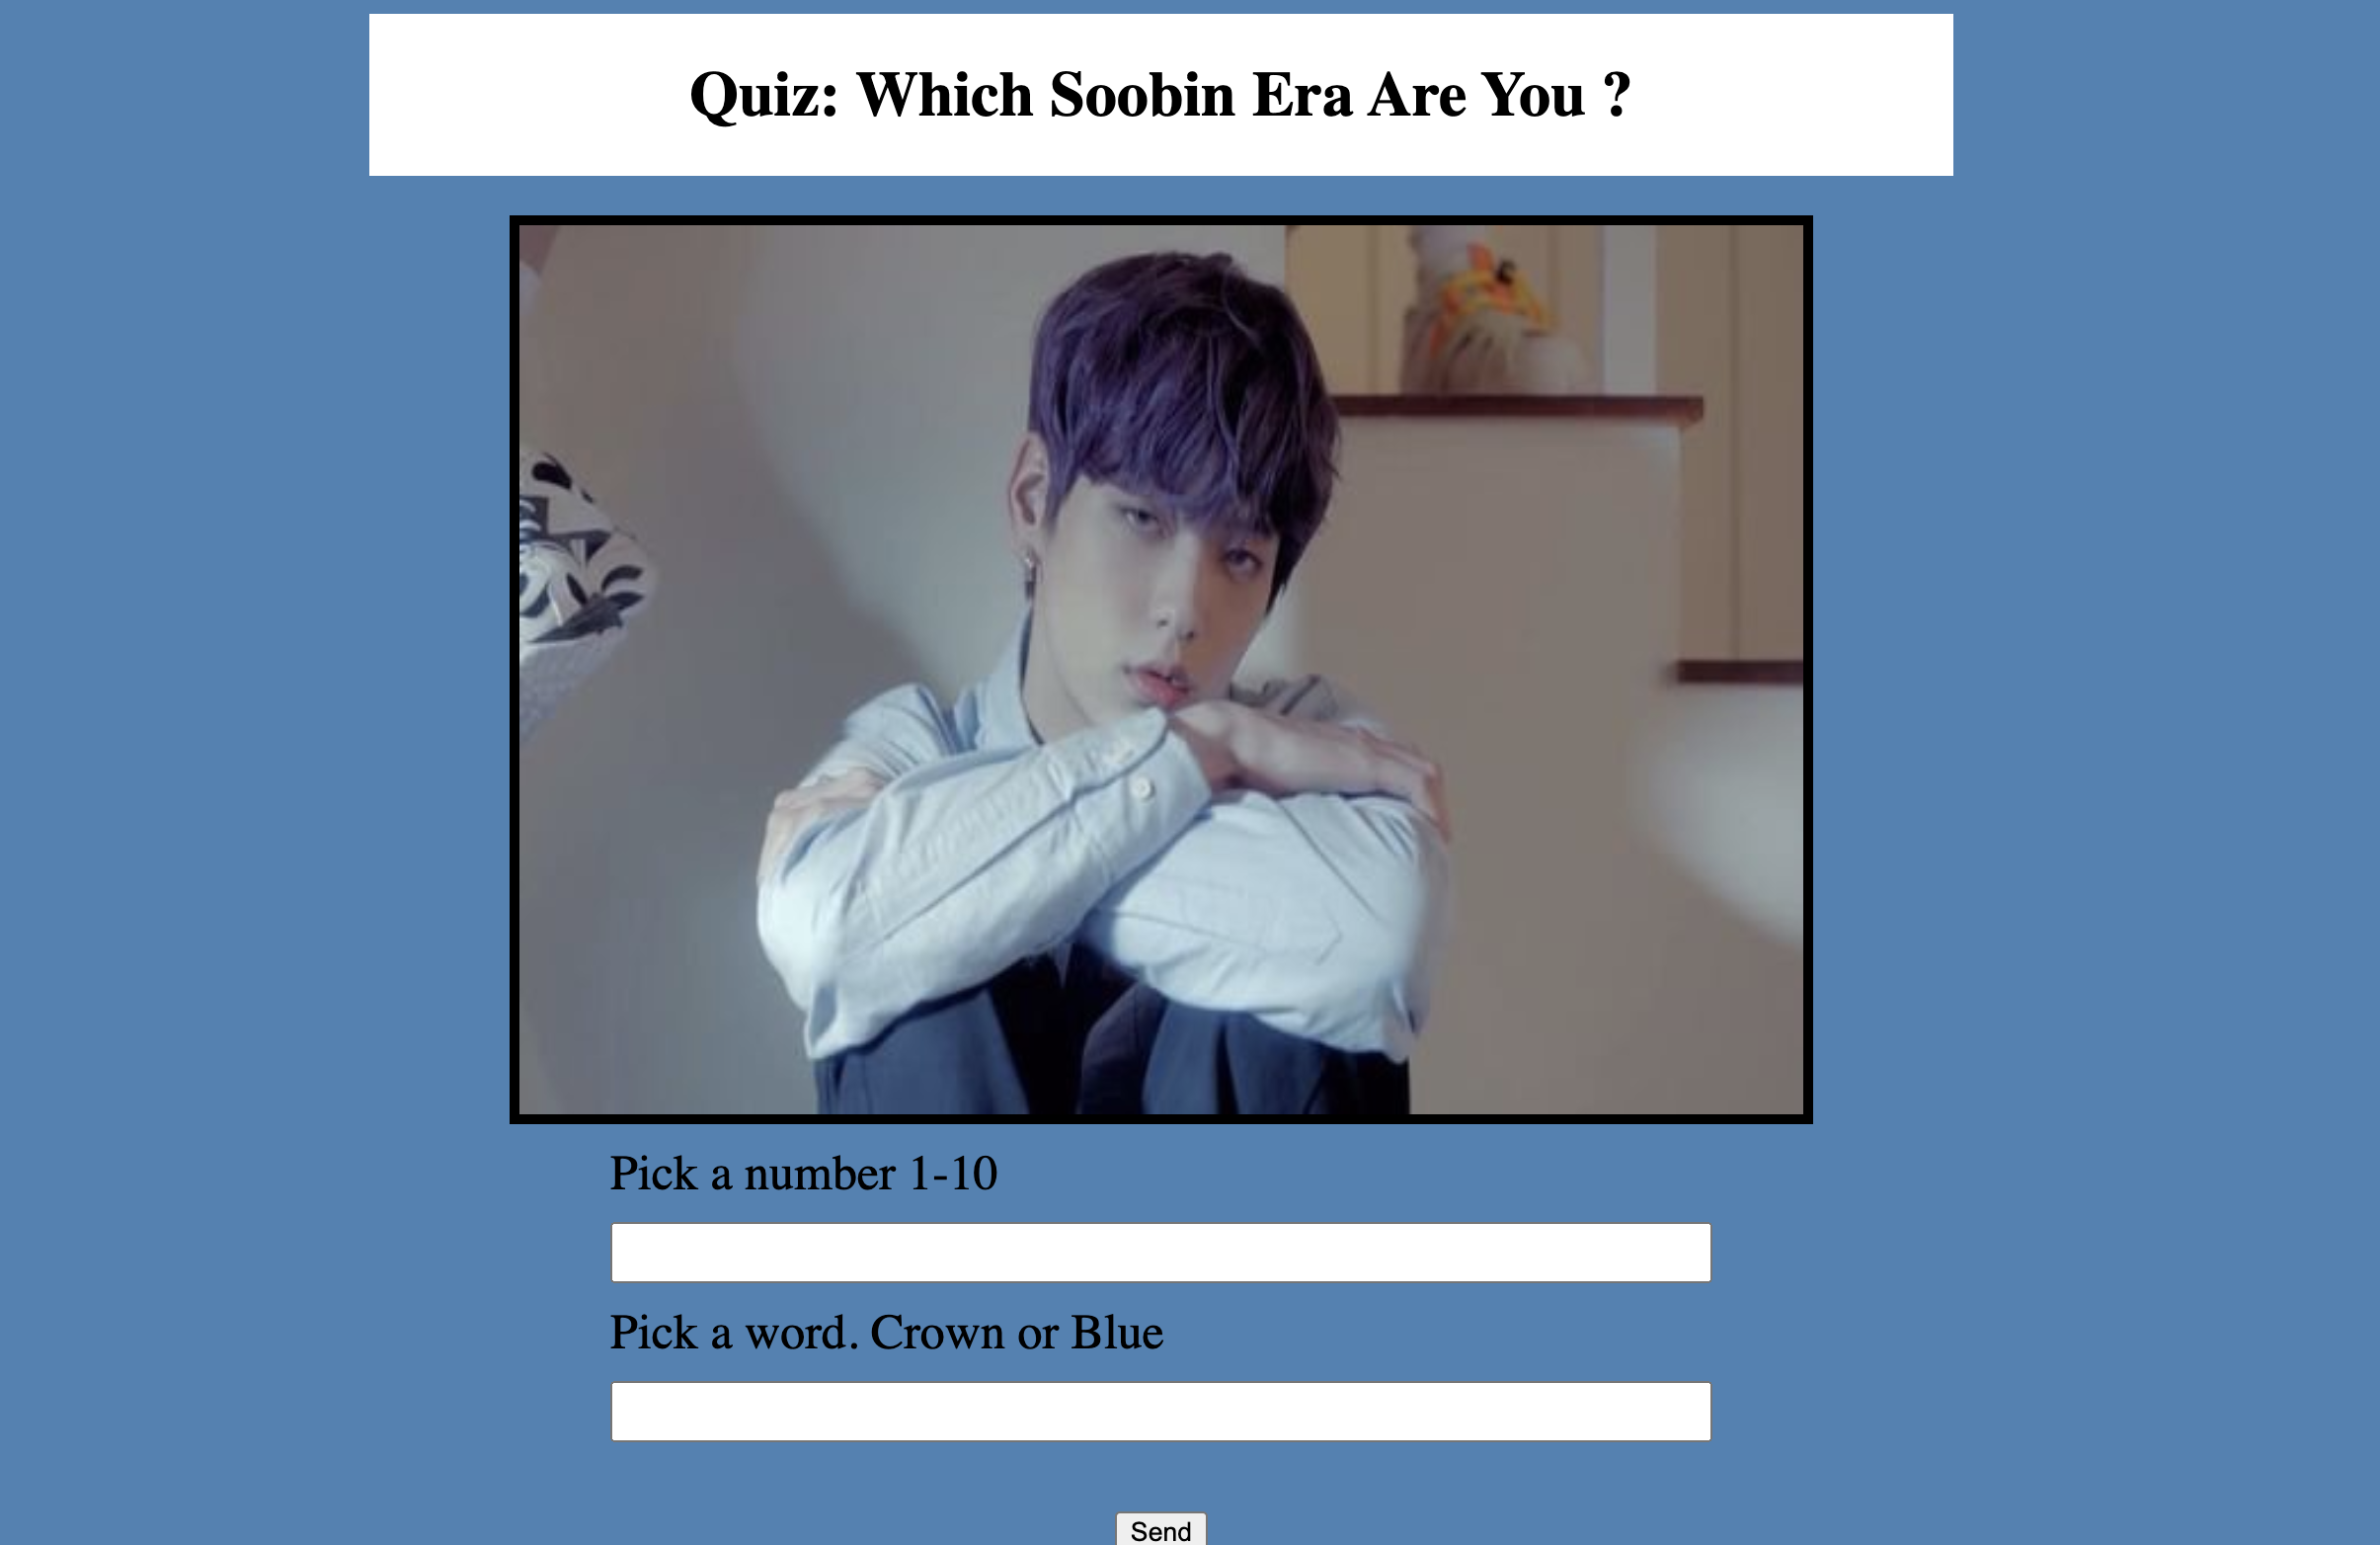 Quiz: Which Soobin Era Are You ?
Pick a number 1-10
Pick a word. Crown or Blue
Send